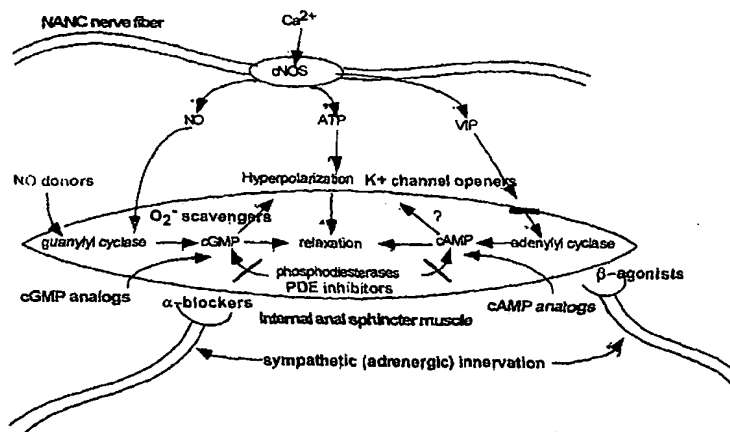 NANC nerve fiber
Ca2+
cNOS
NO
ATP
VIP
Hyperpolarization
K+ channel openers
NO donors
O2- scavengers
?
guanylyl cyclase
cGMP
relaxation
cAMP
adenylyl cyclase
phosphodiesterases
PDE inhibitors
cGMP analogs
α-blockers
cAMP analogs
β-agonists
Internal anal sphincter muscle
sympathetic (adrenergic) innervation